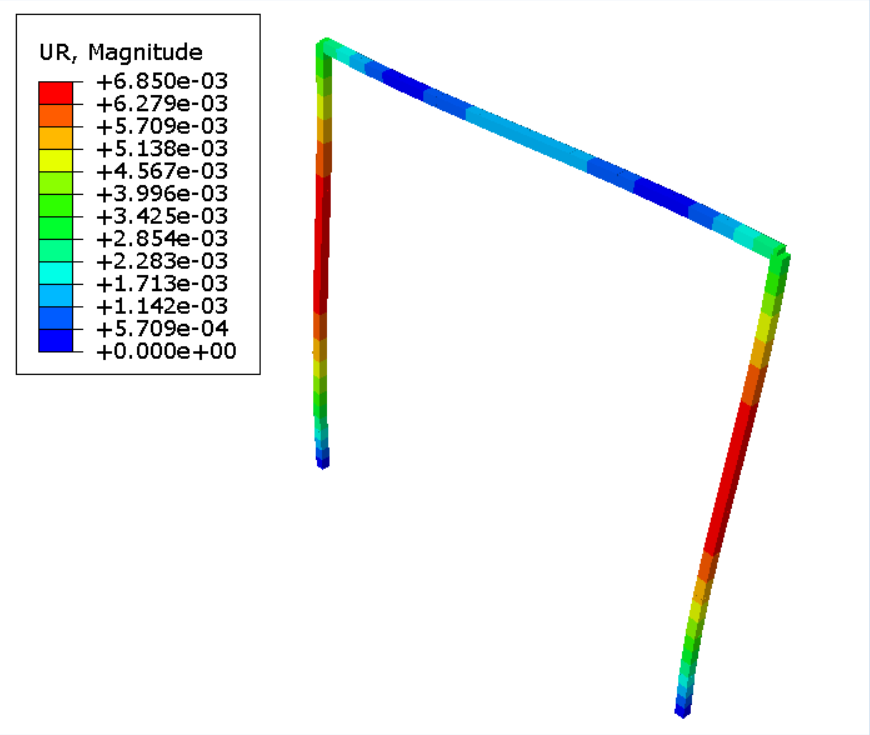 UR, Magnitude
+6.850e-03
+6.279e-03
+5.709e-03
+5.138e-03
+4.567e-03
+3.996e-03
+3.425e-03
+2.854e-03
+2.283e-03
+1.713e-03
+1.142e-03
+5.709e-04
+0.000e+00